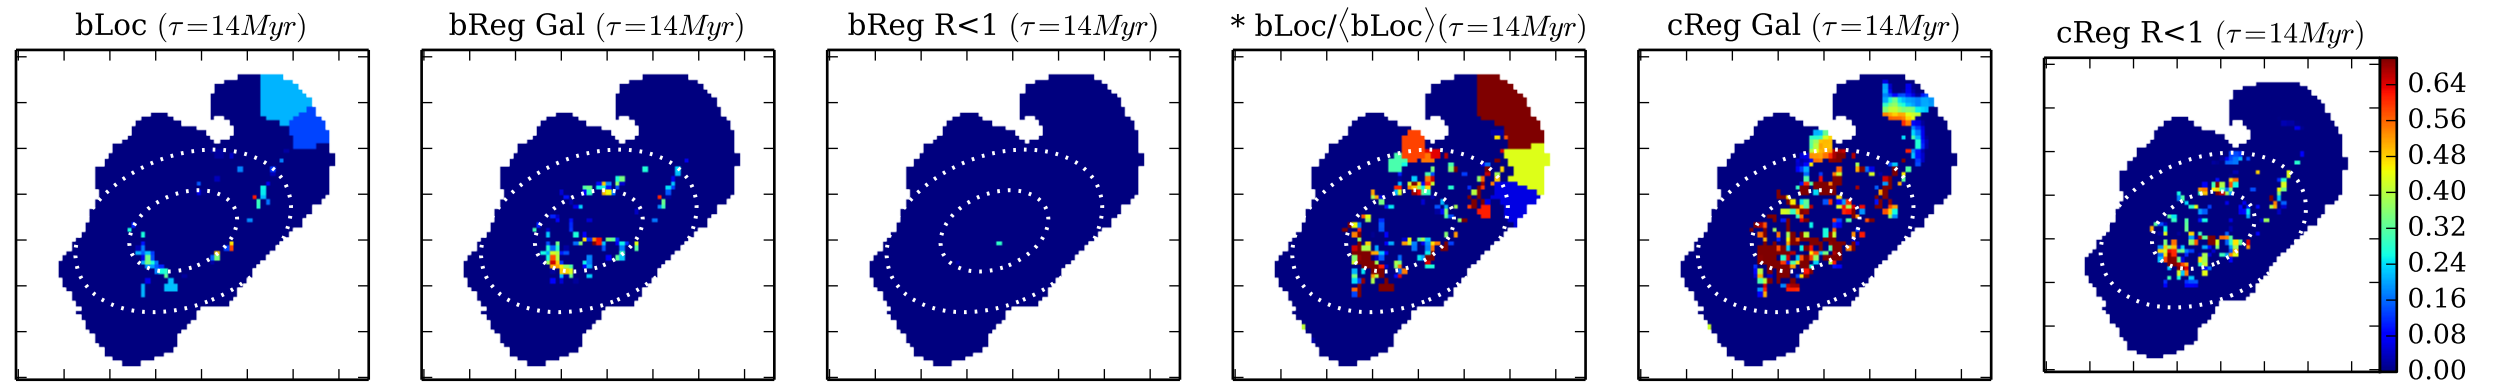 bLoc (τ=14Myr)
bReg Gal (τ=14Myr)
bReg R<1 (τ=14Myr)
* bLoc/⟨bLoc⟩(τ=14Myr)
cReg Gal (τ=14Myr)
cReg R<1 (τ=14Myr)
0.64
0.56
0.48
0.40
0.32
0.24
0.16
0.08
0.00